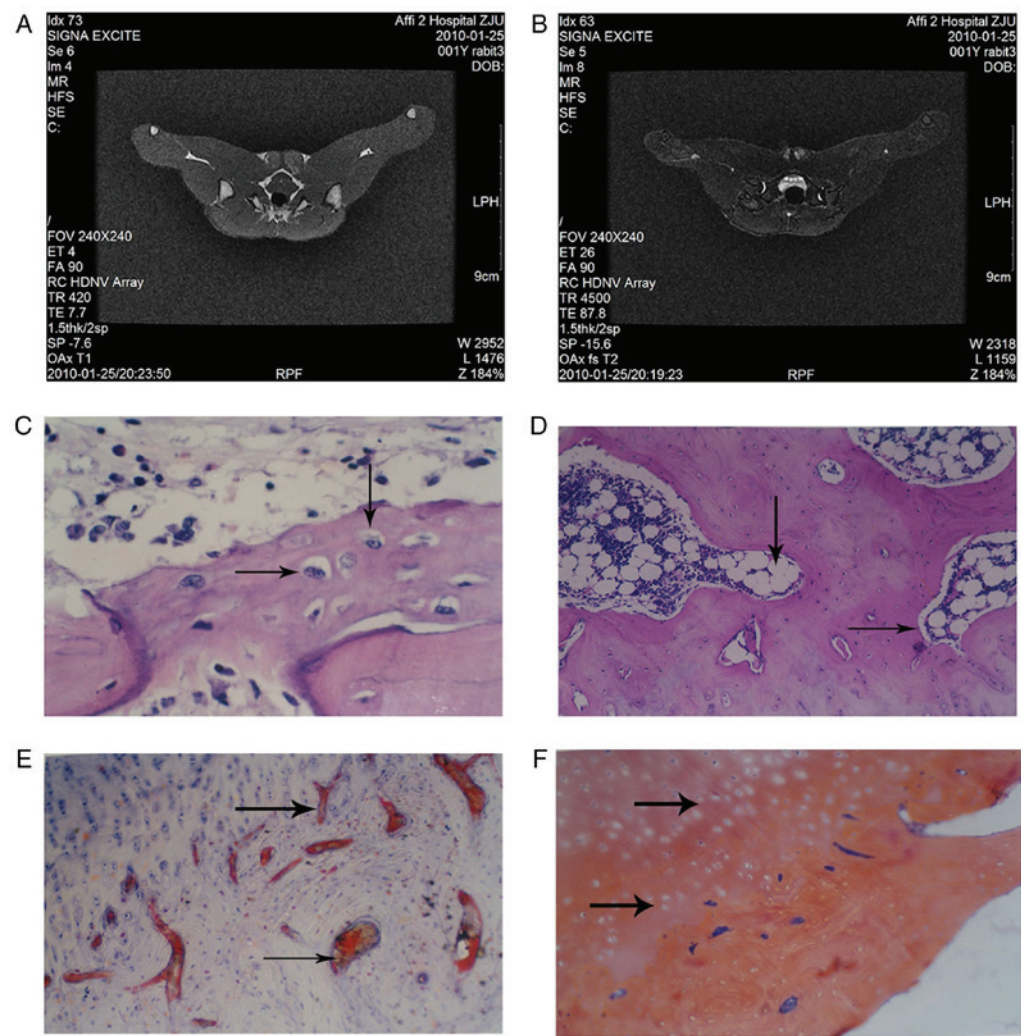 A
Idx 73
SIGNA EXCITE
Se 6
Im 4
MR
HFS
SE
C:
Affi 2 Hospital ZJU
2010-01-25
001Y rabit3
DOB:
LPH
9cm
/
FOV 240X240
ET 4
FA 90
RC HDNV Array
TR 420
TE 7.7
1.5thk/2sp
SP -7.6
OAx T1
2010-01-25/20:23:50
RPF
W 2952
L 1476
Z 184%
B
Idx 63
SIGNA EXCITE
Se 5
Im 8
MR
HFS
SE
C:
Affi 2 Hospital ZJU
2010-01-25
001Y rabit3
DOB:
LPH
9cm
/
FOV 240X240
ET 26
FA 90
RC HDNV Array
TR 4500
TE 87.8
1.5thk/2sp
SP -15.6
OAx fs T2
2010-01-25/20:19:23
RPF
W 2318
L 1159
Z 184%
C
D
E
F